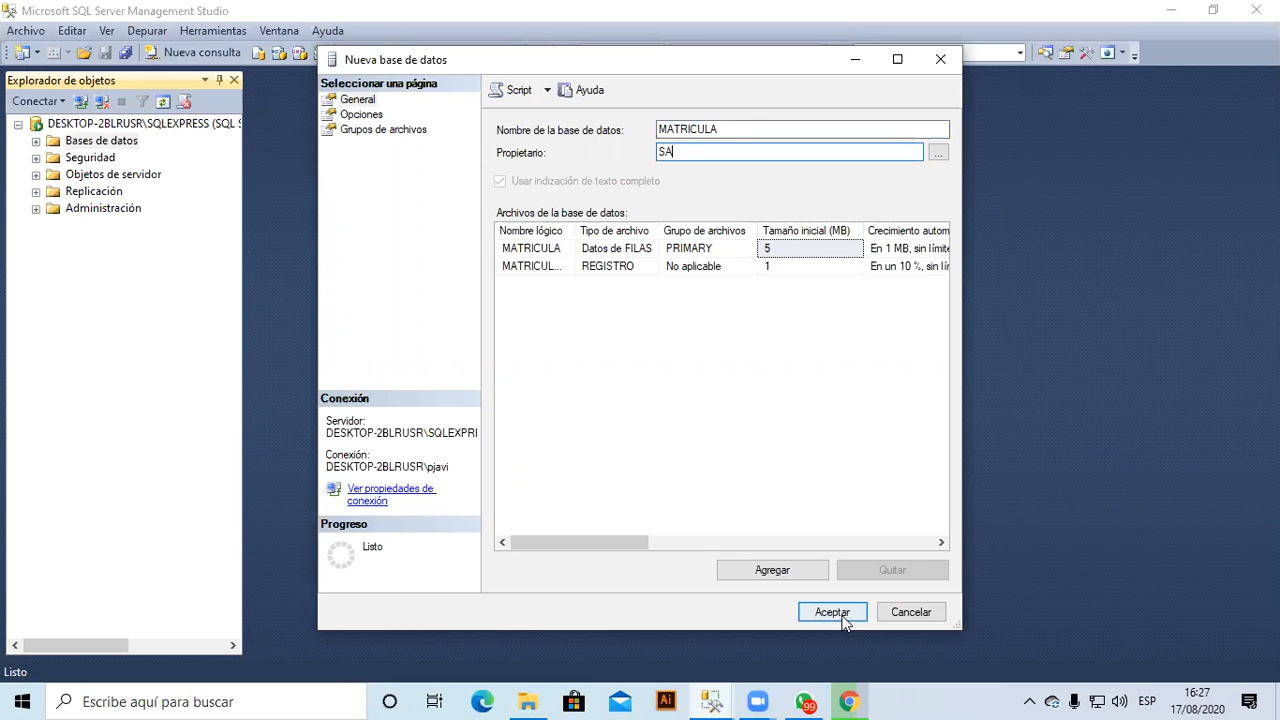 Microsoft SQL Server Management Studio
Archivo Editar Ver Depurar Herramientas Ventana Ayuda
Nueva consulta
Explorador de objetos
Conectar
DESKTOP-2BLRUSR\SQLEXPRESS (SQL S
Bases de datos
Seguridad
Objetos de servidor
Replicación
Administración
Nueva base de datos
Seleccionar una página
General
Opciones
Grupos de archivos
Script Ayuda
Nombre de la base de datos: MATRICULA
Propietario: SA ...
Usar indización de texto completo
Archivos de la base de datos:
Nombre lógico Tipo de archivo Grupo de archivos Tamaño inicial (MB) Crecimiento autom
MATRICULA Datos de FILAS PRIMARY 5 En 1 MB, sin límite
MATRICUL... REGISTRO No aplicable 1 En un 10 %, sin lí
Conexión
Servidor:
DESKTOP-2BLRUSR\SQLEXPRI
Conexión:
DESKTOP-2BLRUSR\pjavi
Ver propiedades de
conexión
Progreso
Listo
Agregar Quitar
Aceptar Cancelar
Listo
Escribe aquí para buscar
Ai
99
ESP
16:27
17/08/2020